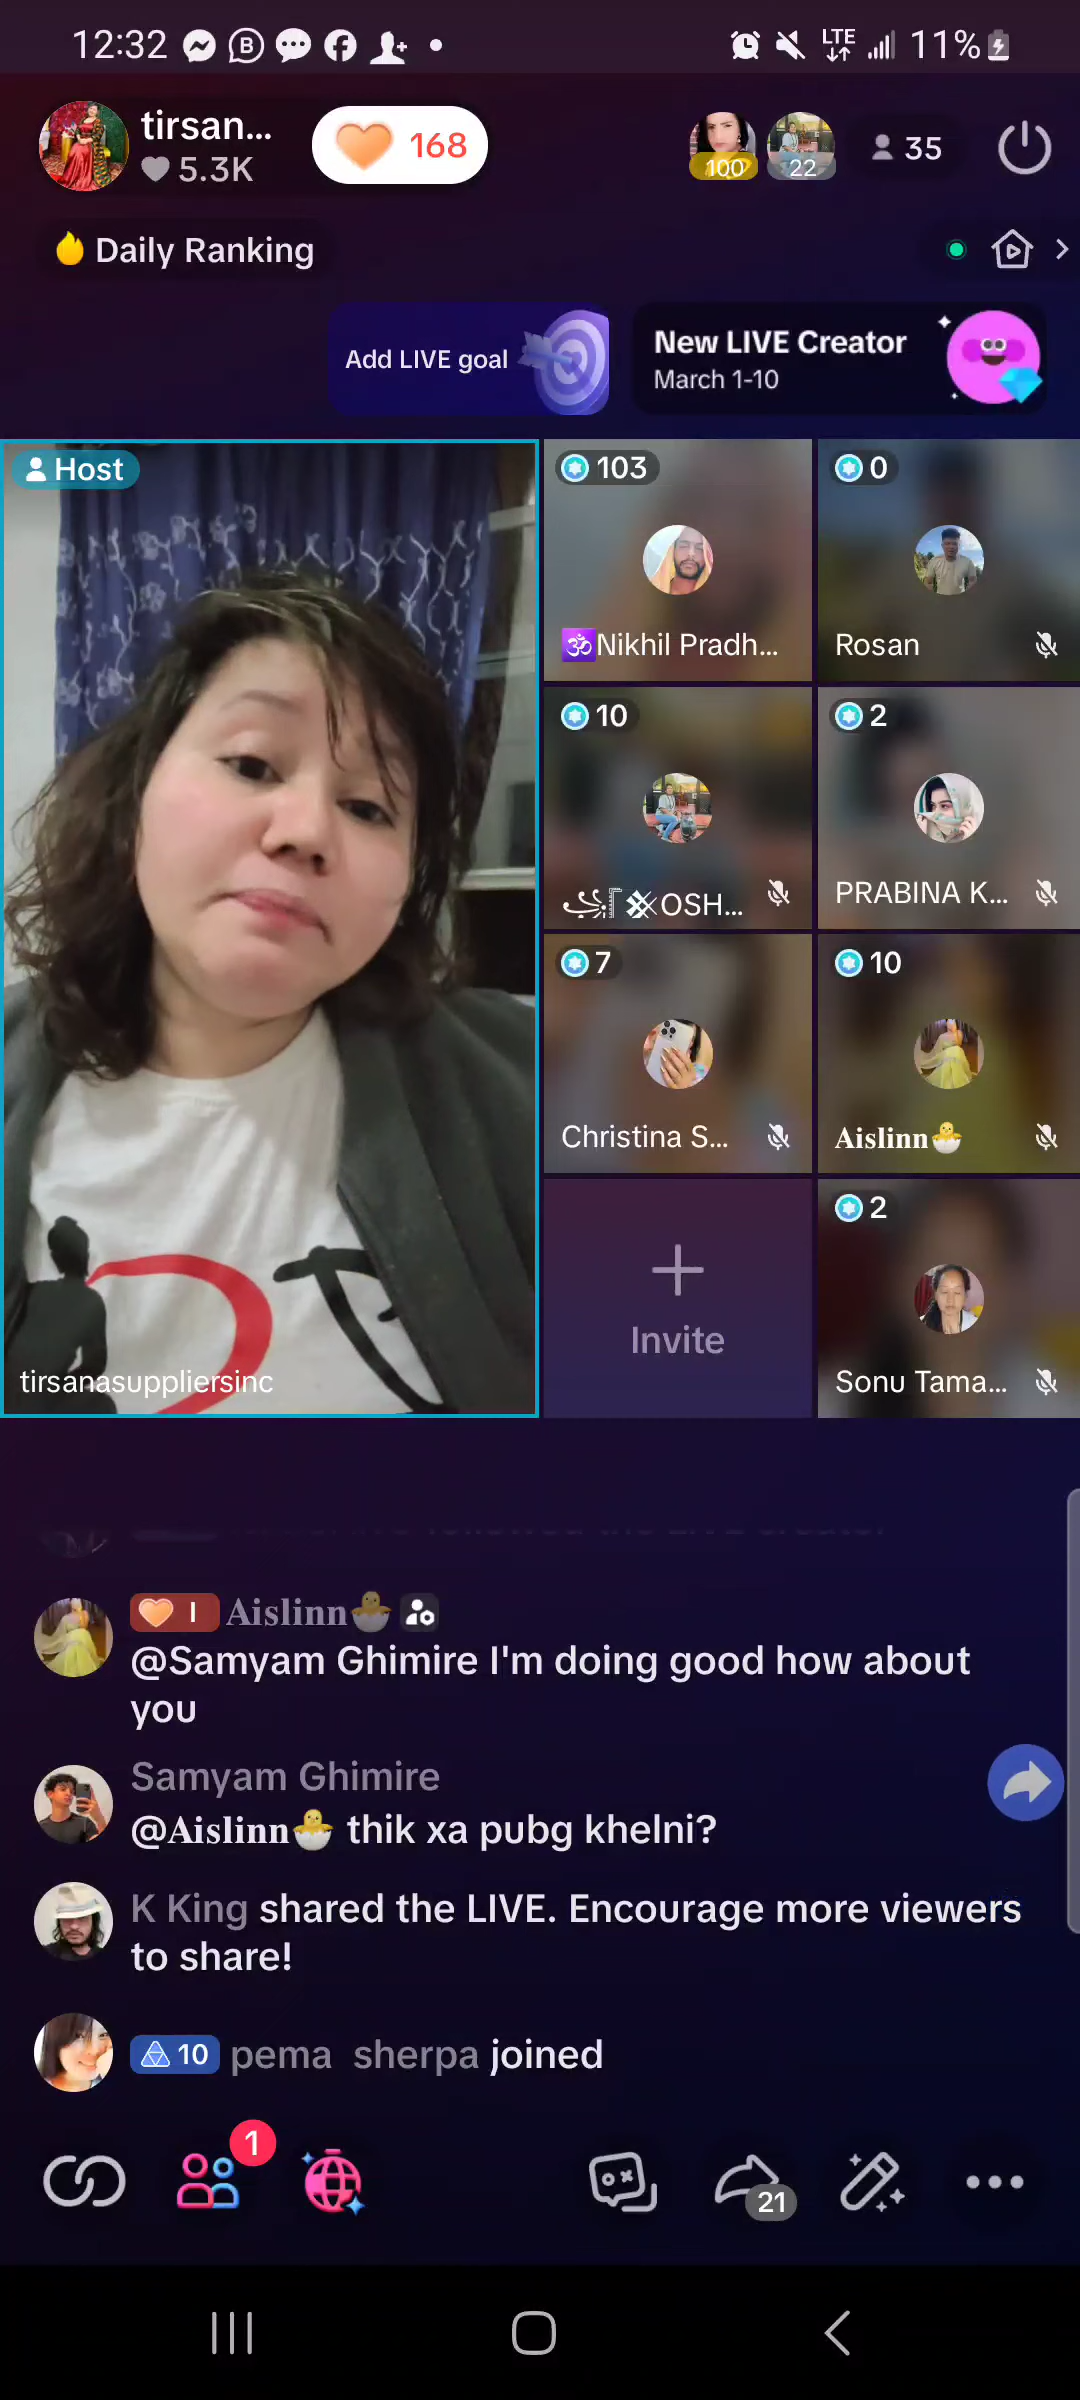 12:32 LTE 11%
tirsan... 168 35
5.3K 100 22
Daily Ranking
Add LIVE goal
New LIVE Creator
March 1-10
Host
103
0
🕉Nikhil Pradh...
Rosan
10
2
OSH...
PRABINA K...
7
10
Christina S...
Aislinn🐣
2
Invite
tirsanasuppliersinc
Sonu Tama...
I Aislinn🐣
@Samyam Ghimire I'm doing good how about
you
Samyam Ghimire
@Aislinn🐣 thik xa pubg khelni?
K King shared the LIVE. Encourage more viewers
to share!
10 pema sherpa joined
1
21